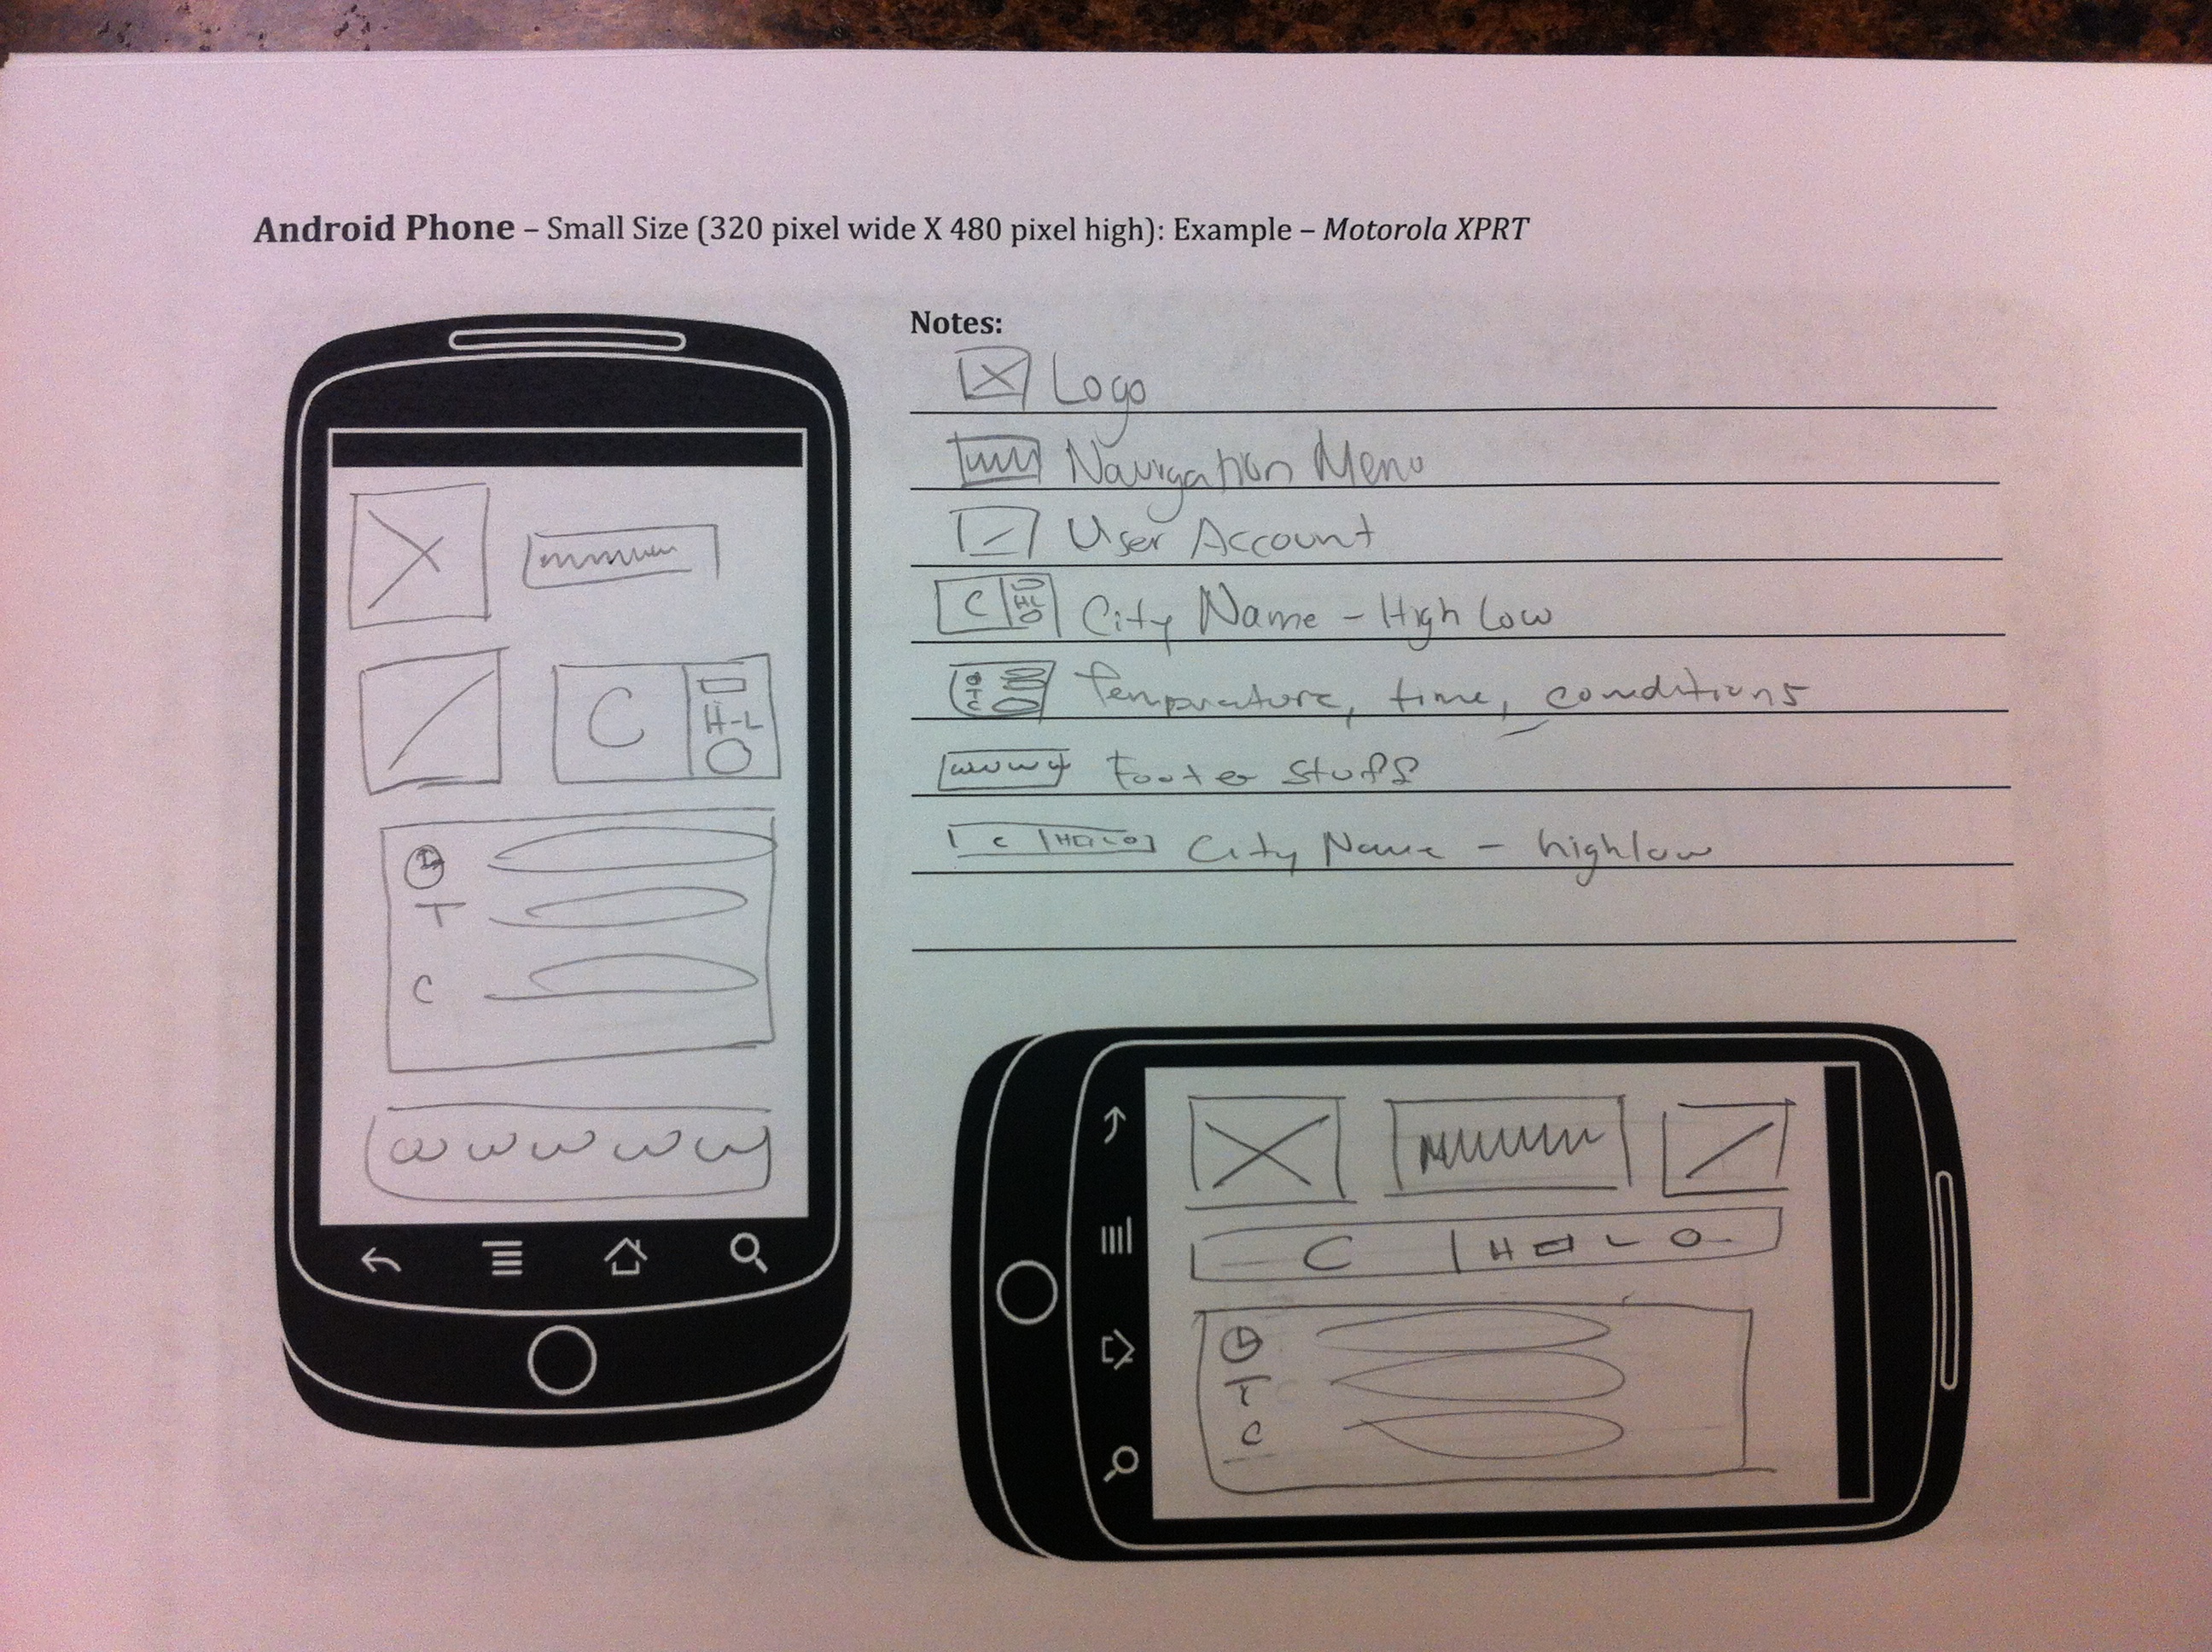 Android Phone – Small Size (320 pixel wide X 480 pixel high): Example – Motorola XPRT
Notes:
Logo
Navigation Menu
User Account
C H L City Name - High Low
C T Temperature, time, conditions
Footer stuff
C H L City Name - high low
C H-L
T
C
C H L
T
C